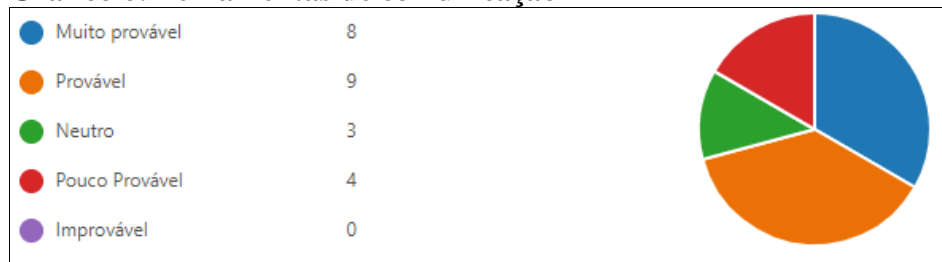 Muito provável 8
Provável 9
Neutro 3
Pouco Provável 4
Improvável 0